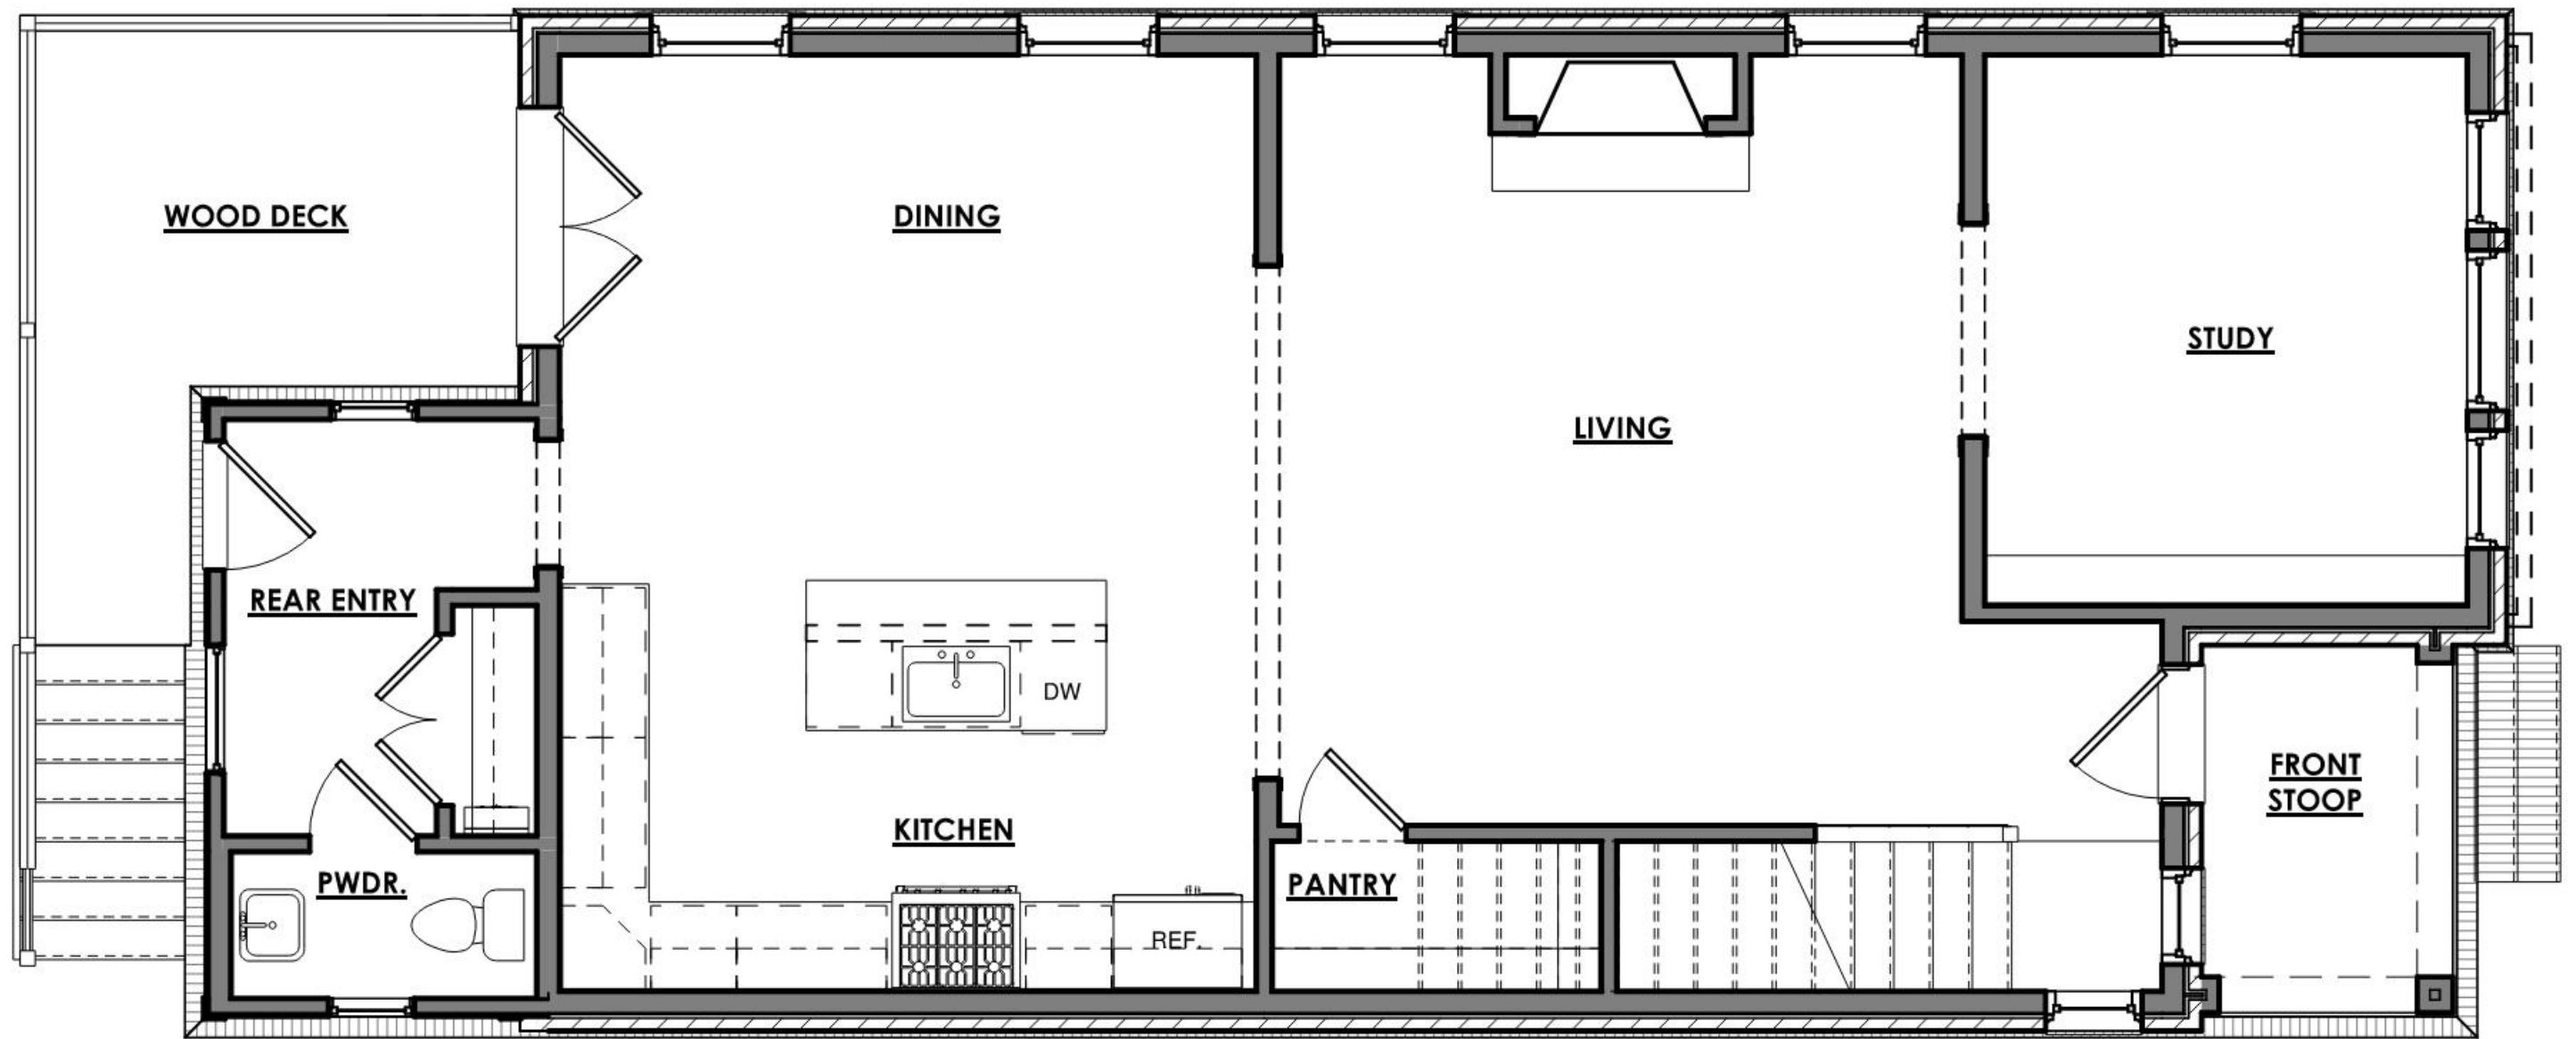 WOOD DECK
DINING
STUDY
LIVING
REAR ENTRY
DW
FRONT
STOOP
KITCHEN
PWDR.
PANTRY
REF.